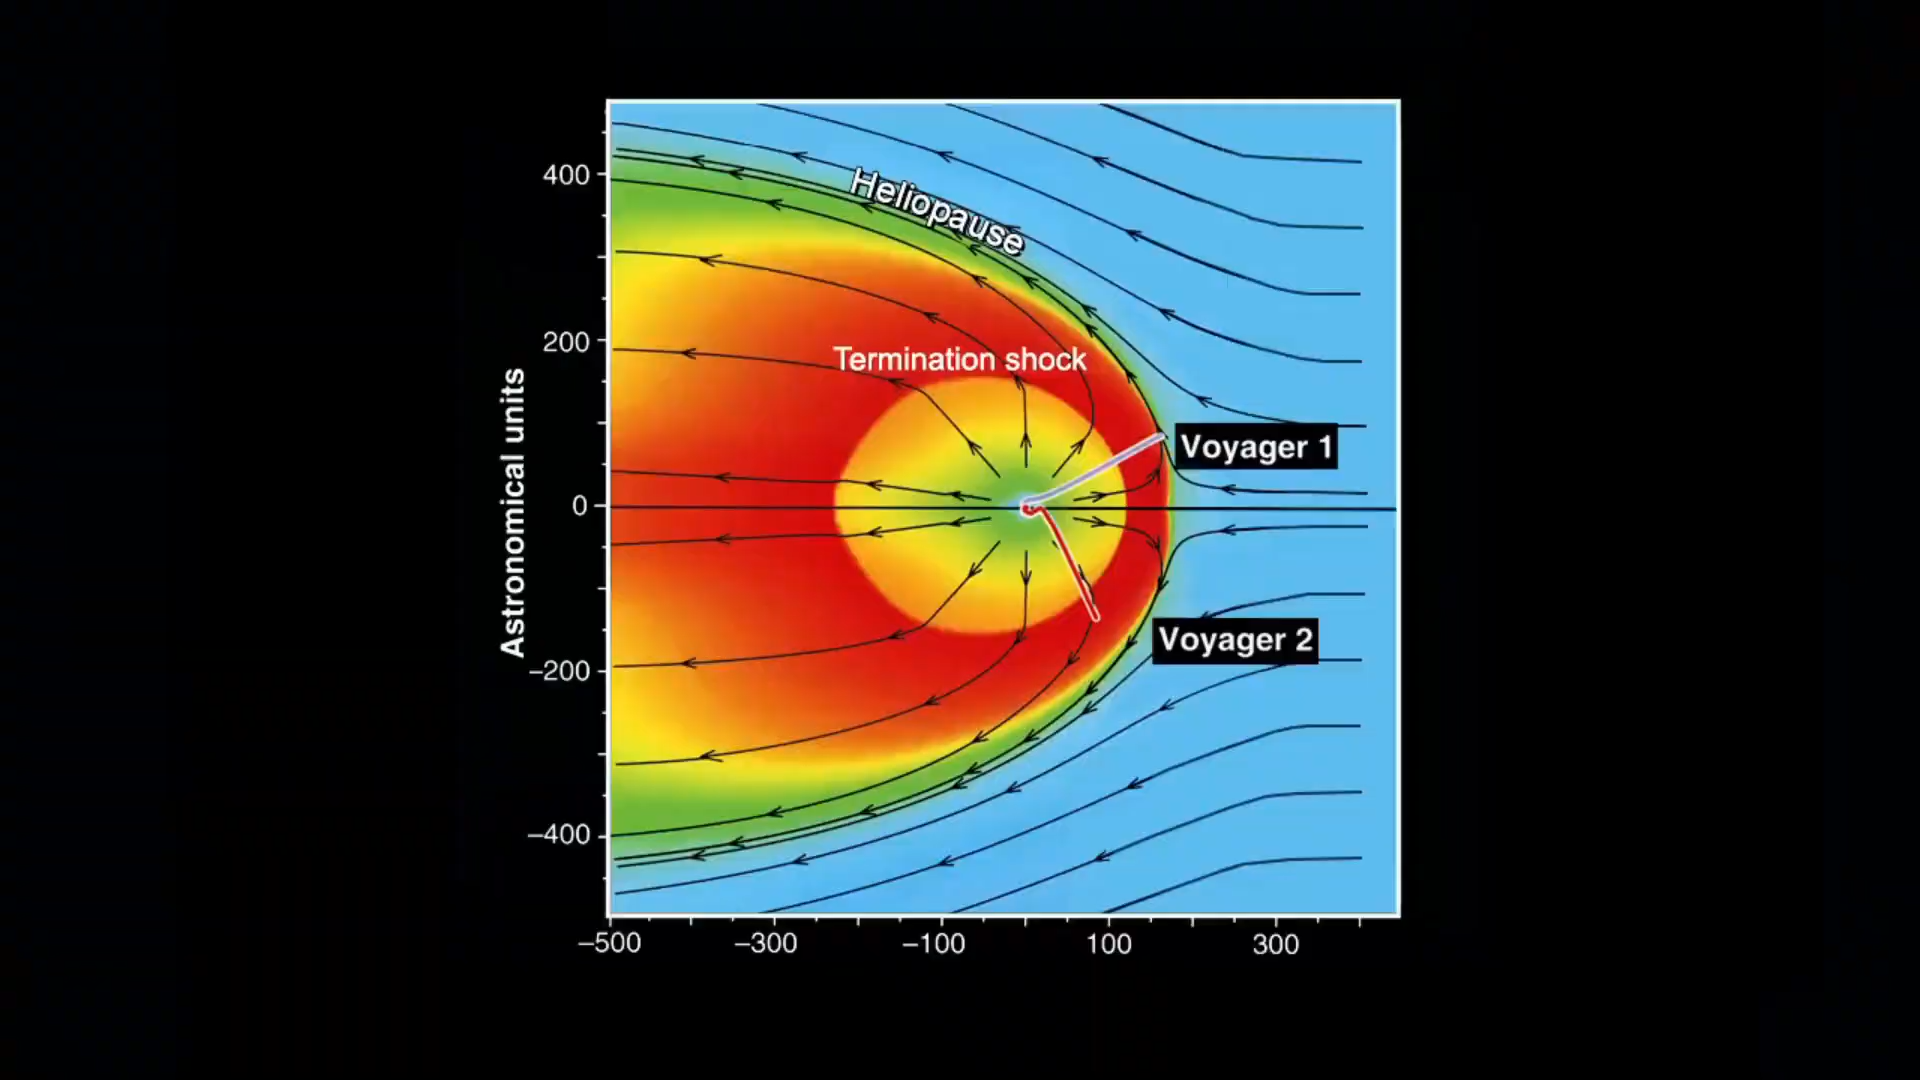 Heliopause
Termination shock
Voyager 1
Voyager 2
Astronomical units
400
200
0
–200
–400
–500
–300
–100
100
300